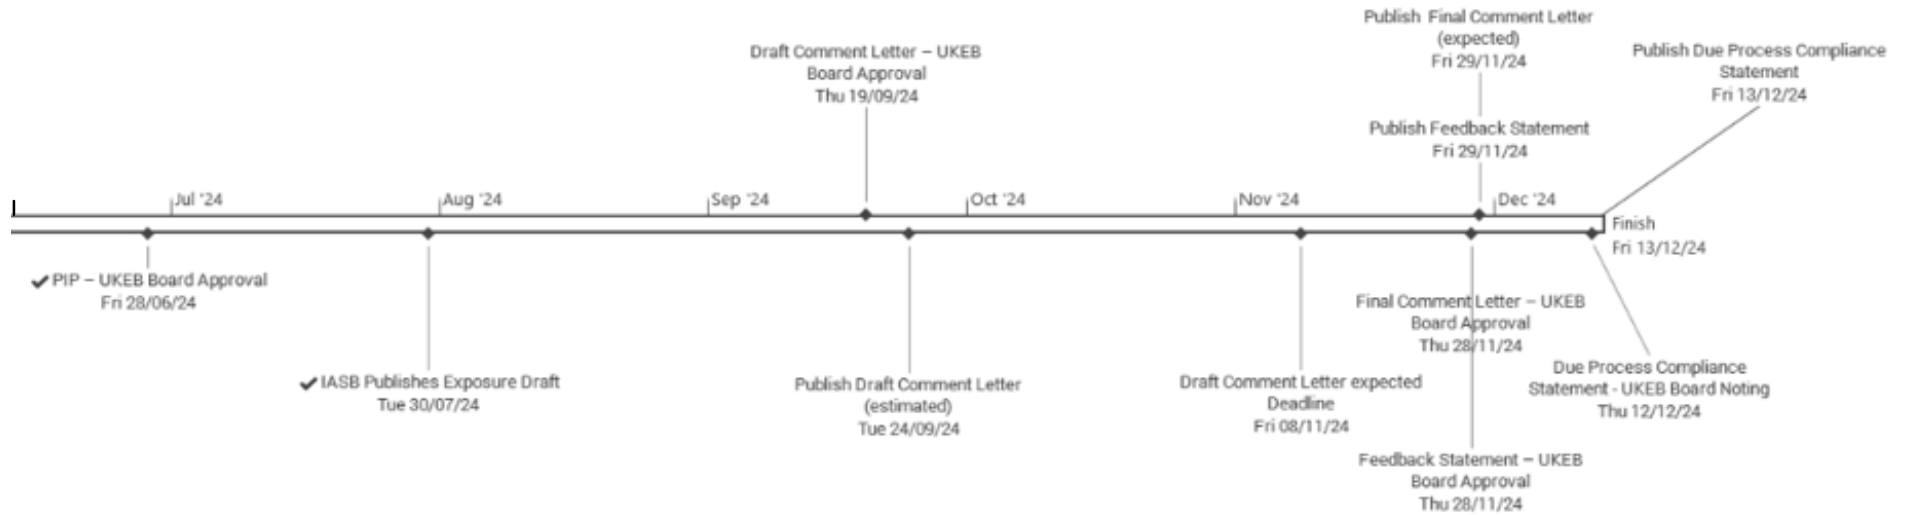 Publish Final Comment Letter
(expected)
Fri 29/11/24
Publish Due Process Compliance
Statement
Fri 13/12/24
Draft Comment Letter – UKEB
Board Approval
Thu 19/09/24
Publish Feedback Statement
Fri 29/11/24
Jul '24
Aug '24
Sep '24
Oct '24
Nov '24
Dec '24
Finish
Fri 13/12/24
PIP – UKEB Board Approval
Fri 28/06/24
IASB Publishes Exposure Draft
Tue 30/07/24
Publish Draft Comment Letter
(estimated)
Tue 24/09/24
Draft Comment Letter expected
Deadline
Fri 08/11/24
Final Comment Letter – UKEB
Board Approval
Thu 28/11/24
Due Process Compliance
Statement - UKEB Board Noting
Thu 12/12/24
Feedback Statement – UKEB
Board Approval
Thu 28/11/24